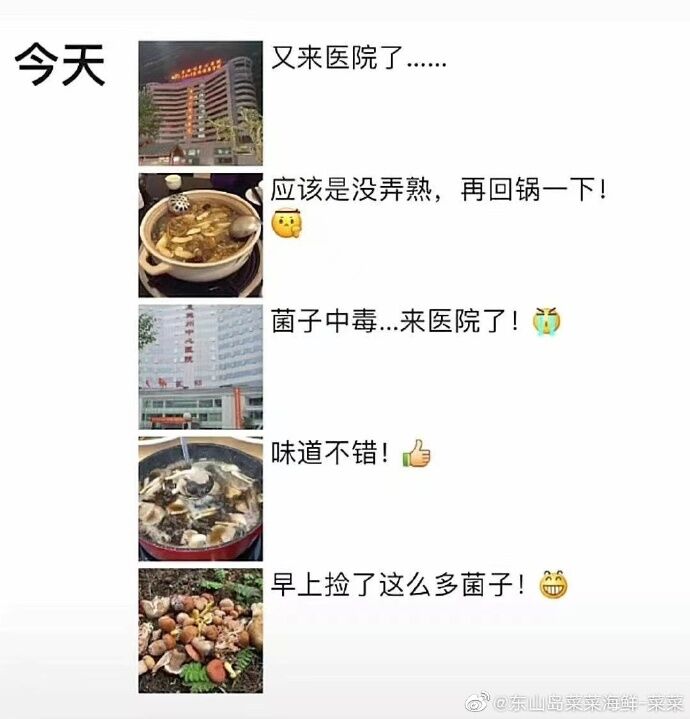 今天
又来医院了......
应该是没弄熟，再回锅一下！
菌子中毒...来医院了！
味道不错！
早上捡了这么多菌子！
@东山岛菜菜海鲜-菜菜